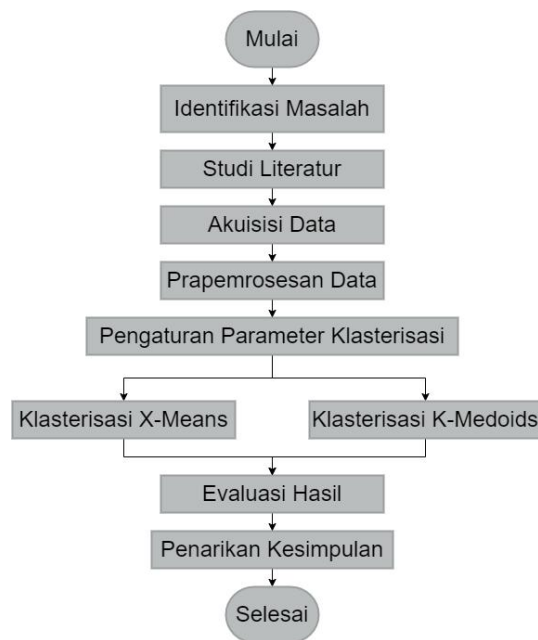 Mulai
Identifikasi Masalah
Studi Literatur
Akuisisi Data
Prapemrosesan Data
Pengaturan Parameter Klasterisasi
Klasterisasi X-Means
Klasterisasi K-Medoids
Evaluasi Hasil
Penarikan Kesimpulan
Selesai